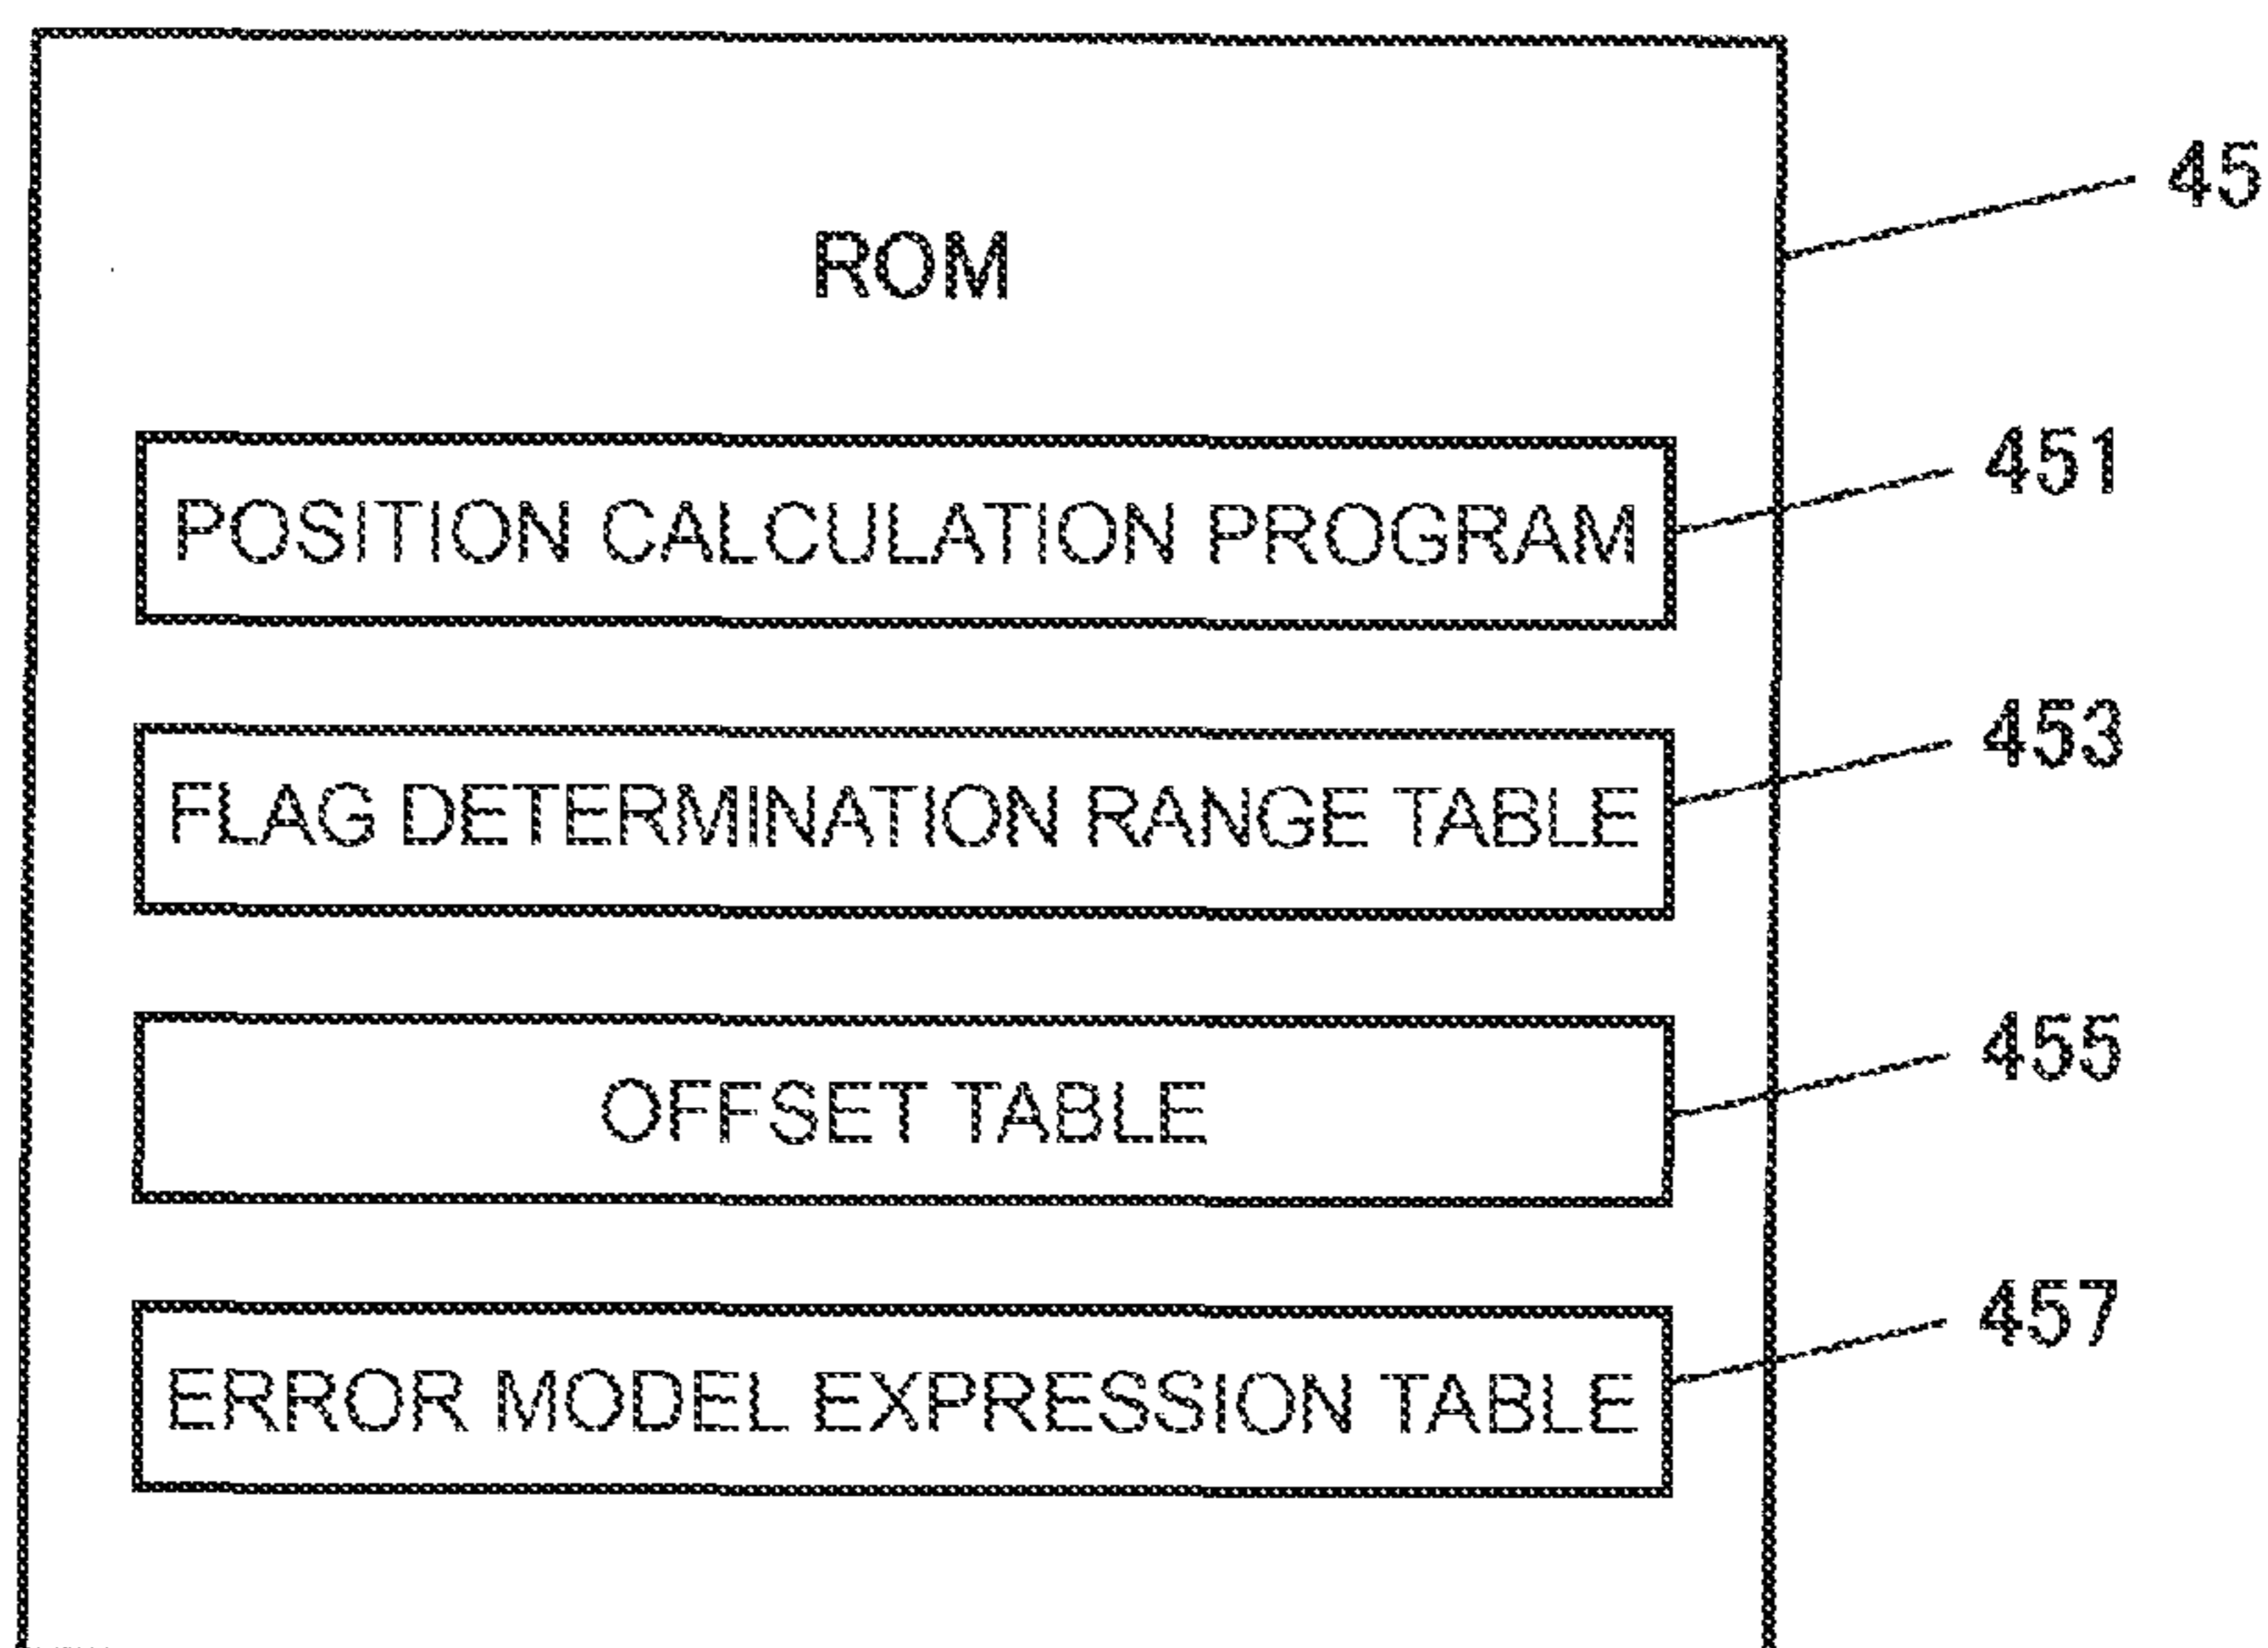 45
ROM
POSITION CALCULATION PROGRAM
451
FLAG DETERMINATION RANGE TABLE
453
OFFSET TABLE
455
ERROR MODEL EXPRESSION TABLE
457